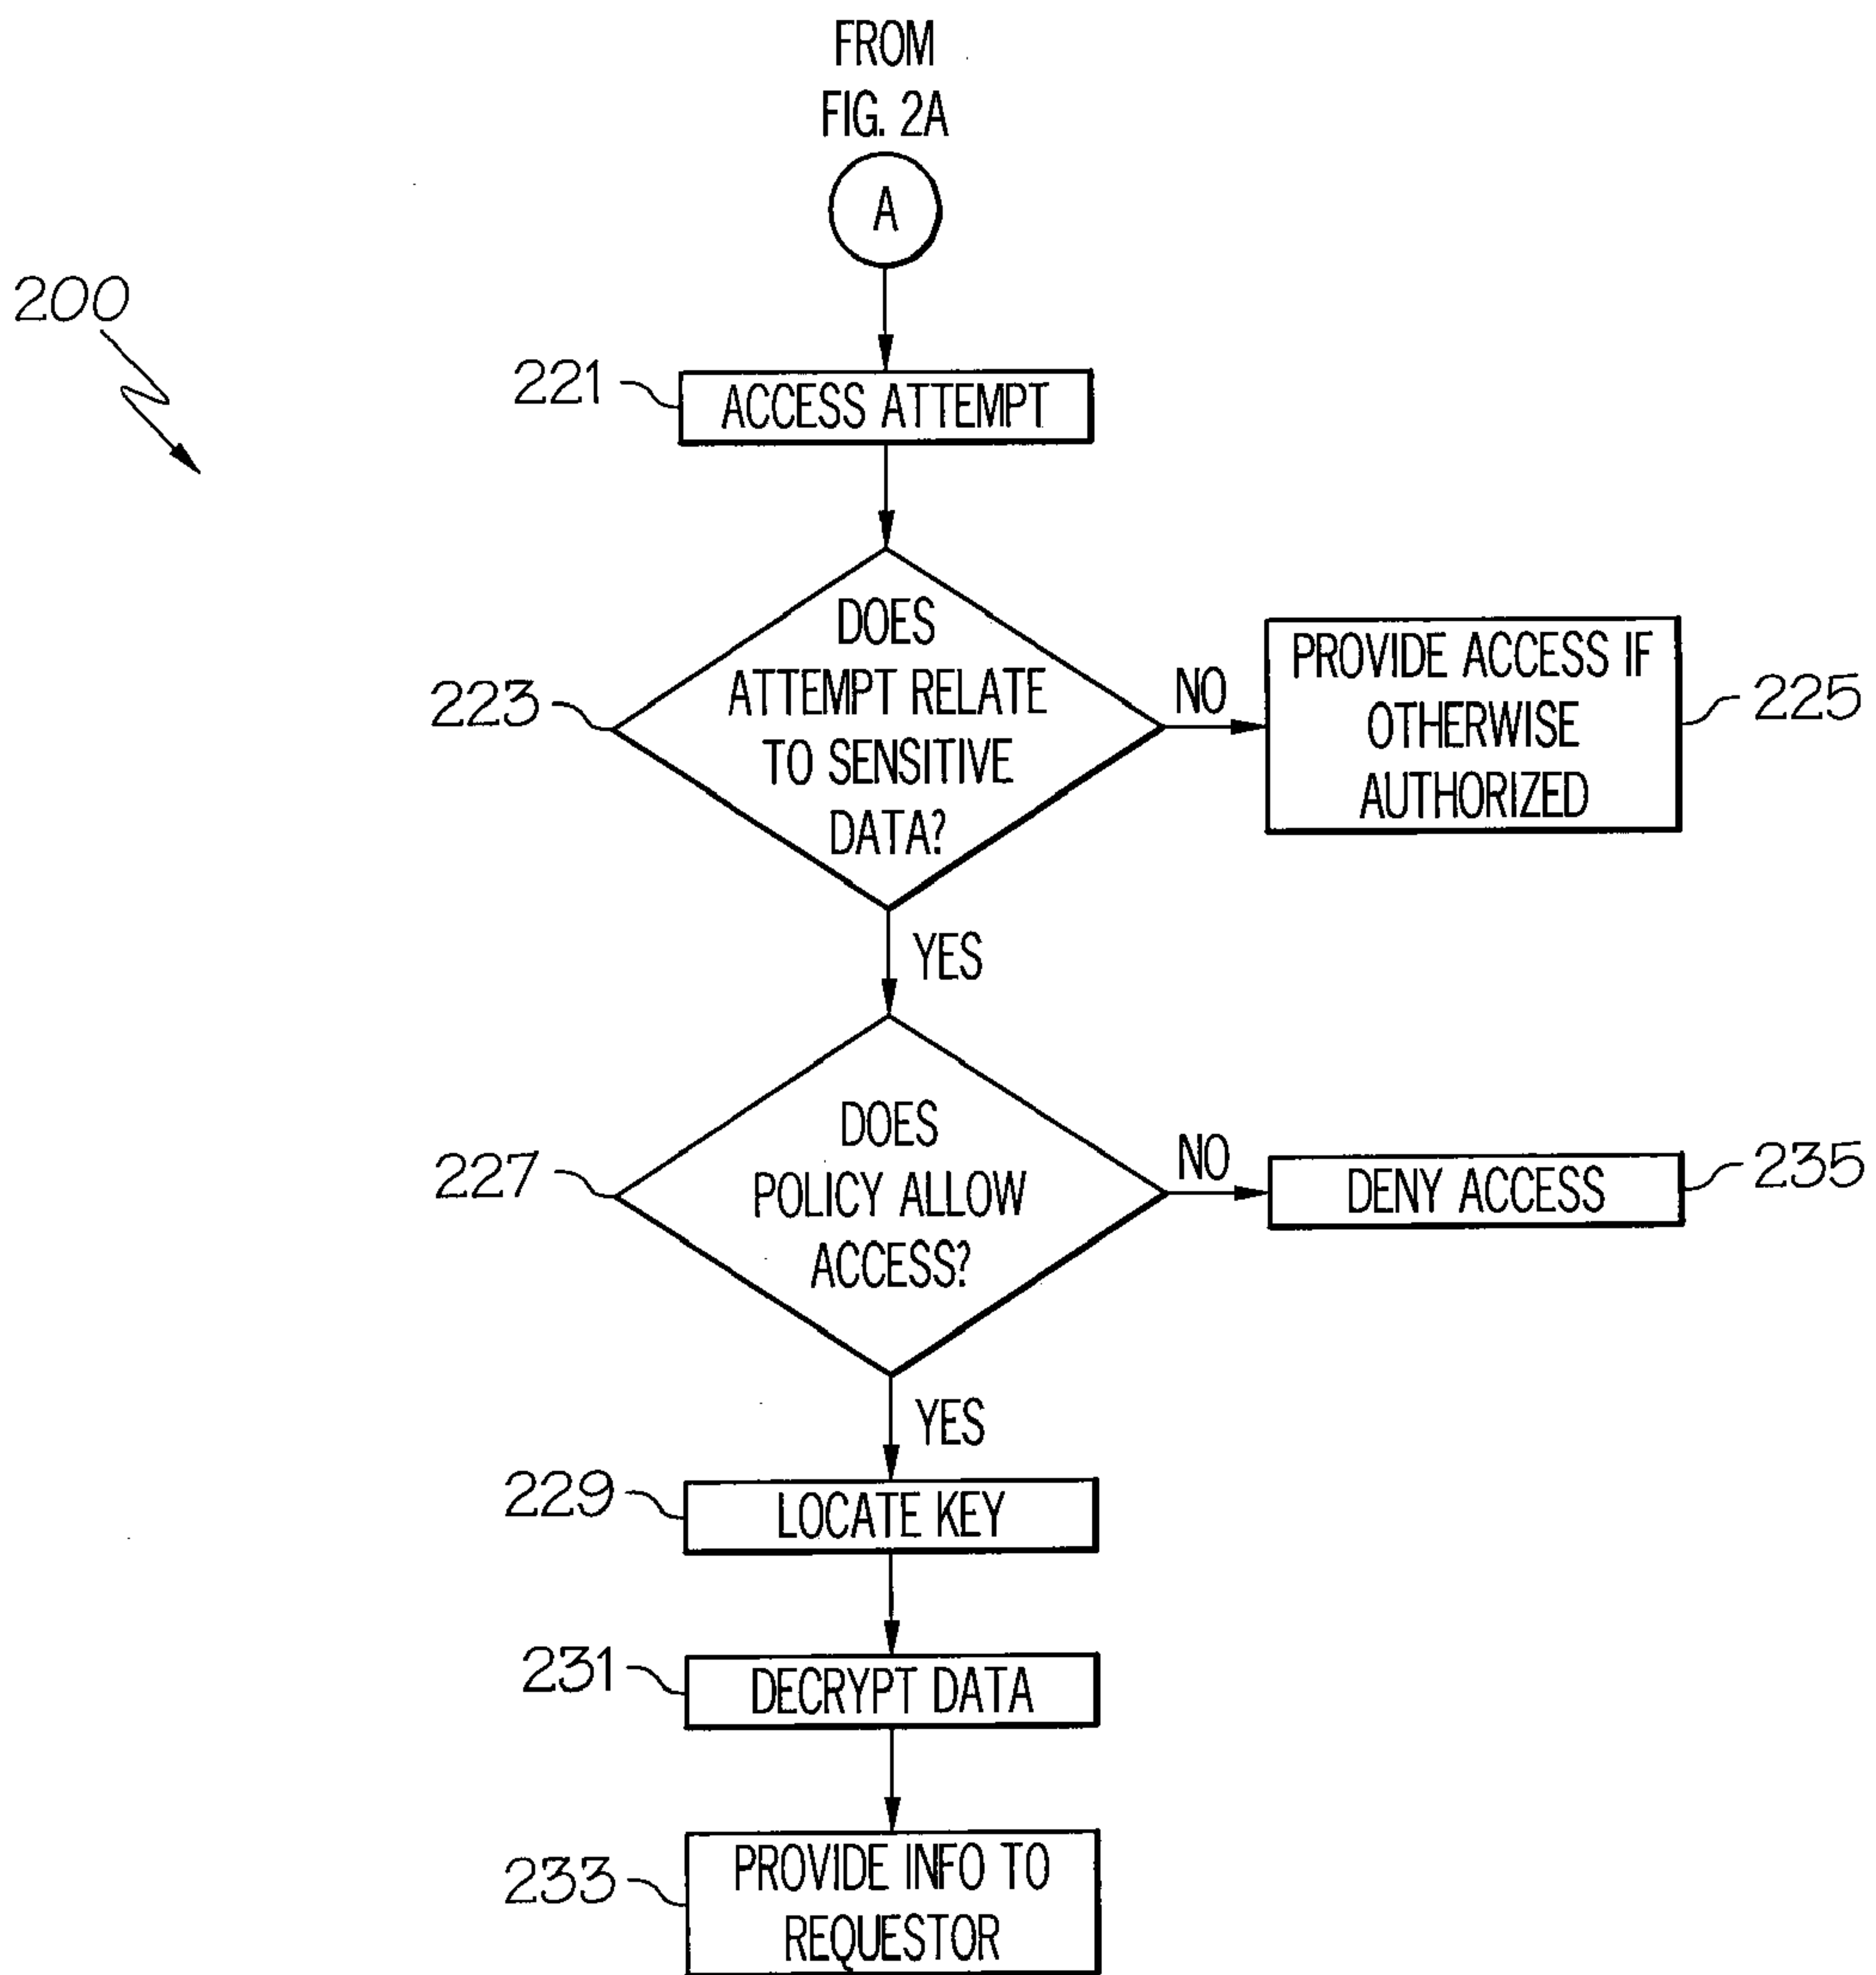 FROM
FIG. 2A
A
200
221
ACCESS ATTEMPT
223
DOES
ATTEMPT RELATE
TO SENSITIVE
DATA?
NO
PROVIDE ACCESS IF
OTHERWISE
AUTHORIZED
225
YES
227
DOES
POLICY ALLOW
ACCESS?
NO
DENY ACCESS
235
YES
229
LOCATE KEY
231
DECRYPT DATA
233
PROVIDE INFO TO
REQUESTOR